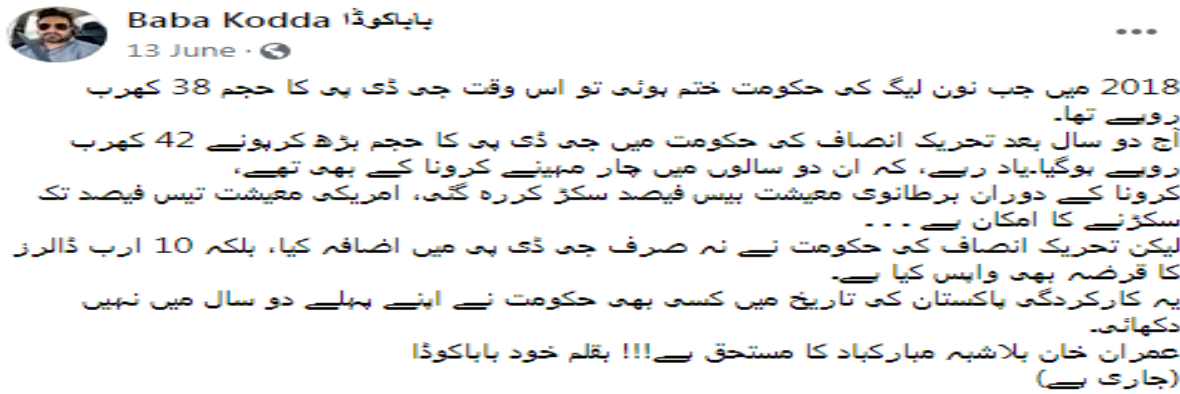 Baba Kodda باباکوڈا
13 June ·
2018 میں جب نون لیگ کی حکومت ختم ہوئی تو اس وقت جی ڈی پی کا حجم 38 کھرب
روپے تھا۔
آج دو سال بعد تحریک انصاف کی حکومت میں جی ڈی پی کا حجم بڑھ کرہونے 42 کھرب
روپے ہوگیا۔یاد رہے، کہ ان دو سالوں میں چار مہینے کرونا کے بھی تھے،
کرونا کے دوران برطانوی معیشت بیس فیصد سکڑ کررہ گئی، امریکی معیشت تیس فیصد تک
سکڑنے کا امکان ہے ۔ ۔ ۔
لیکن تحریک انصاف کی حکومت نے نہ صرف جی ڈی پی میں اضافہ کیا، بلکہ 10 ارب ڈالرز
کا قرضہ بھی واپس کیا ہے۔
یہ کارکردگی پاکستان کی تاریخ میں کسی بھی حکومت نے اپنے پہلے دو سال میں نہیں
دکھائی۔
عمران خان بلاشبہ مبارکباد کا مستحق ہے!!! بقلم خود باباکوڈا
(جاری ہے)